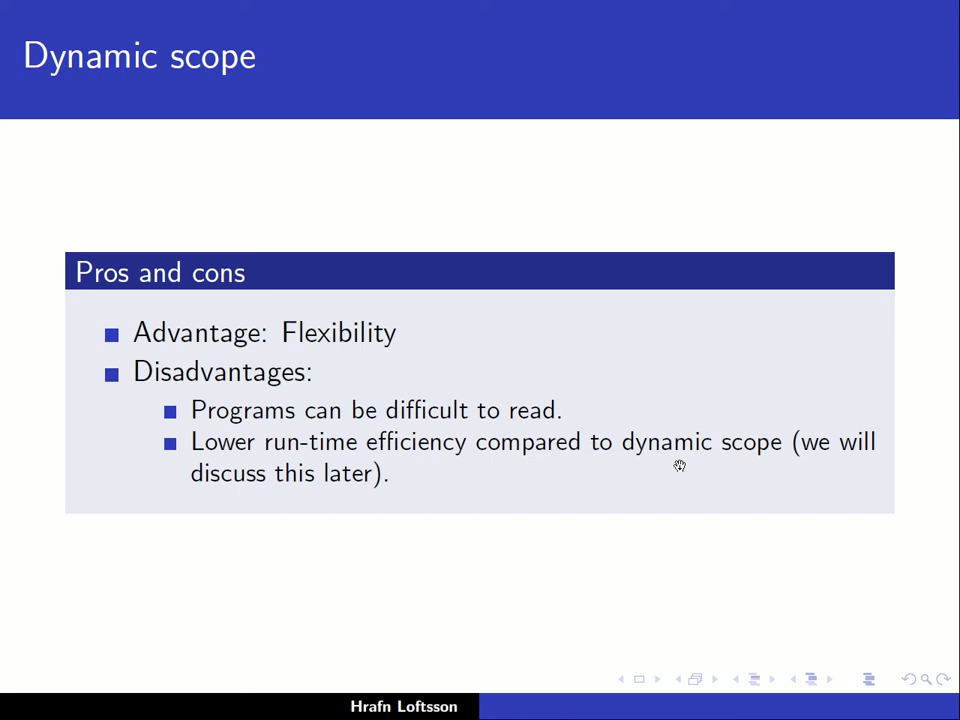 Dynamic scope
Pros and cons
Advantage: Flexibility
Disadvantages:
Programs can be difficult to read.
Lower run-time efficiency compared to dynamic scope (we will
discuss this later).
Hrafn Loftsson